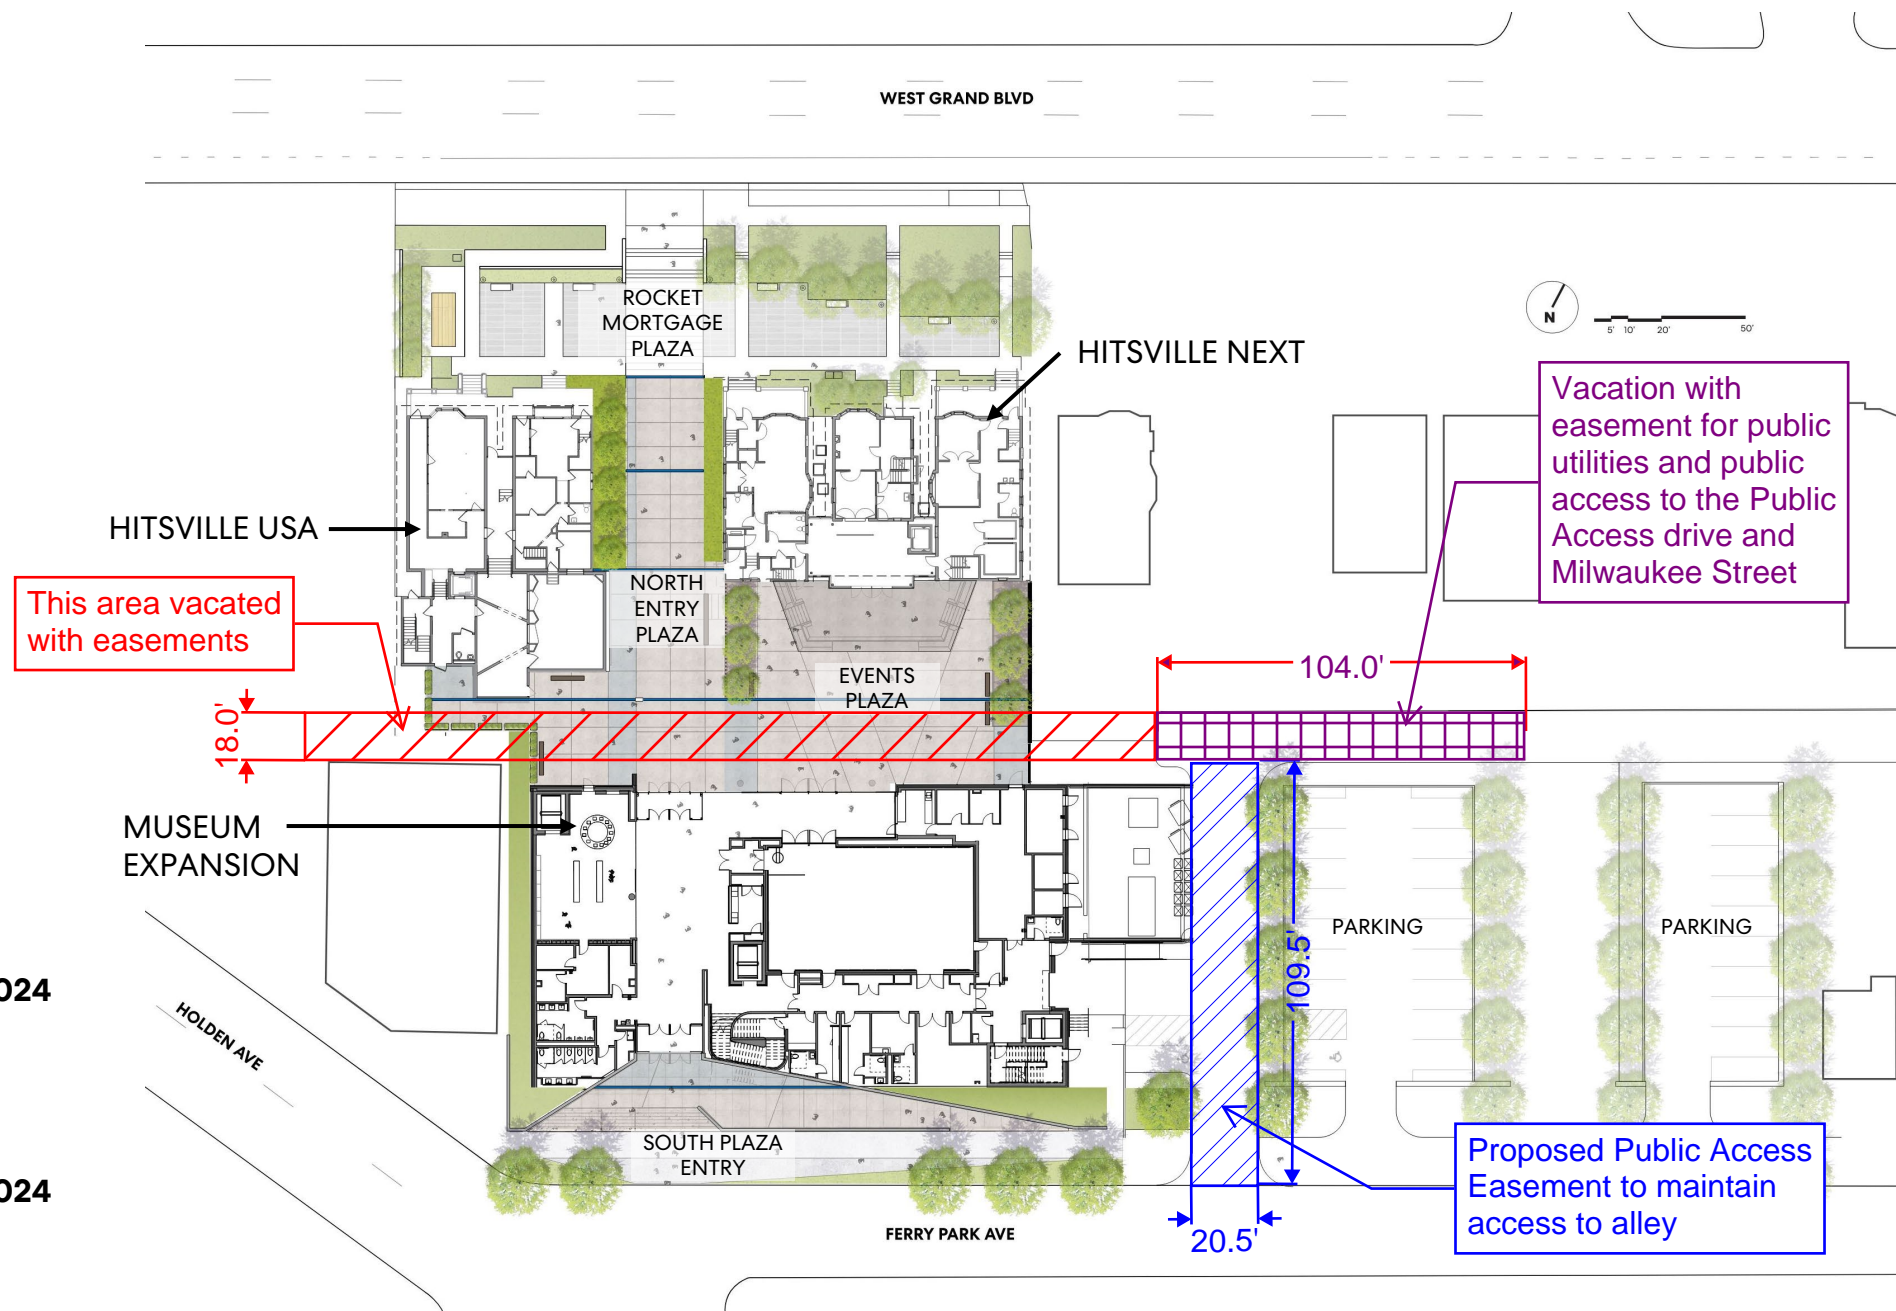 WEST GRAND BLVD
N
5' 10' 20' 50'
ROCKET
MORTGAGE
PLAZA
HITSVILLE NEXT
Vacation with
easement for public
utilities and public
access to the Public
Access drive and
Milwaukee Street
HITSVILLE USA
NORTH
ENTRY
PLAZA
This area vacated
with easements
EVENTS
PLAZA
104.0'
18.0'
MUSEUM
EXPANSION
PARKING
PARKING
109.5'
024
HOLDEN AVE
SOUTH PLAZA
ENTRY
Proposed Public Access
Easement to maintain
access to alley
024
FERRY PARK AVE
20.5'